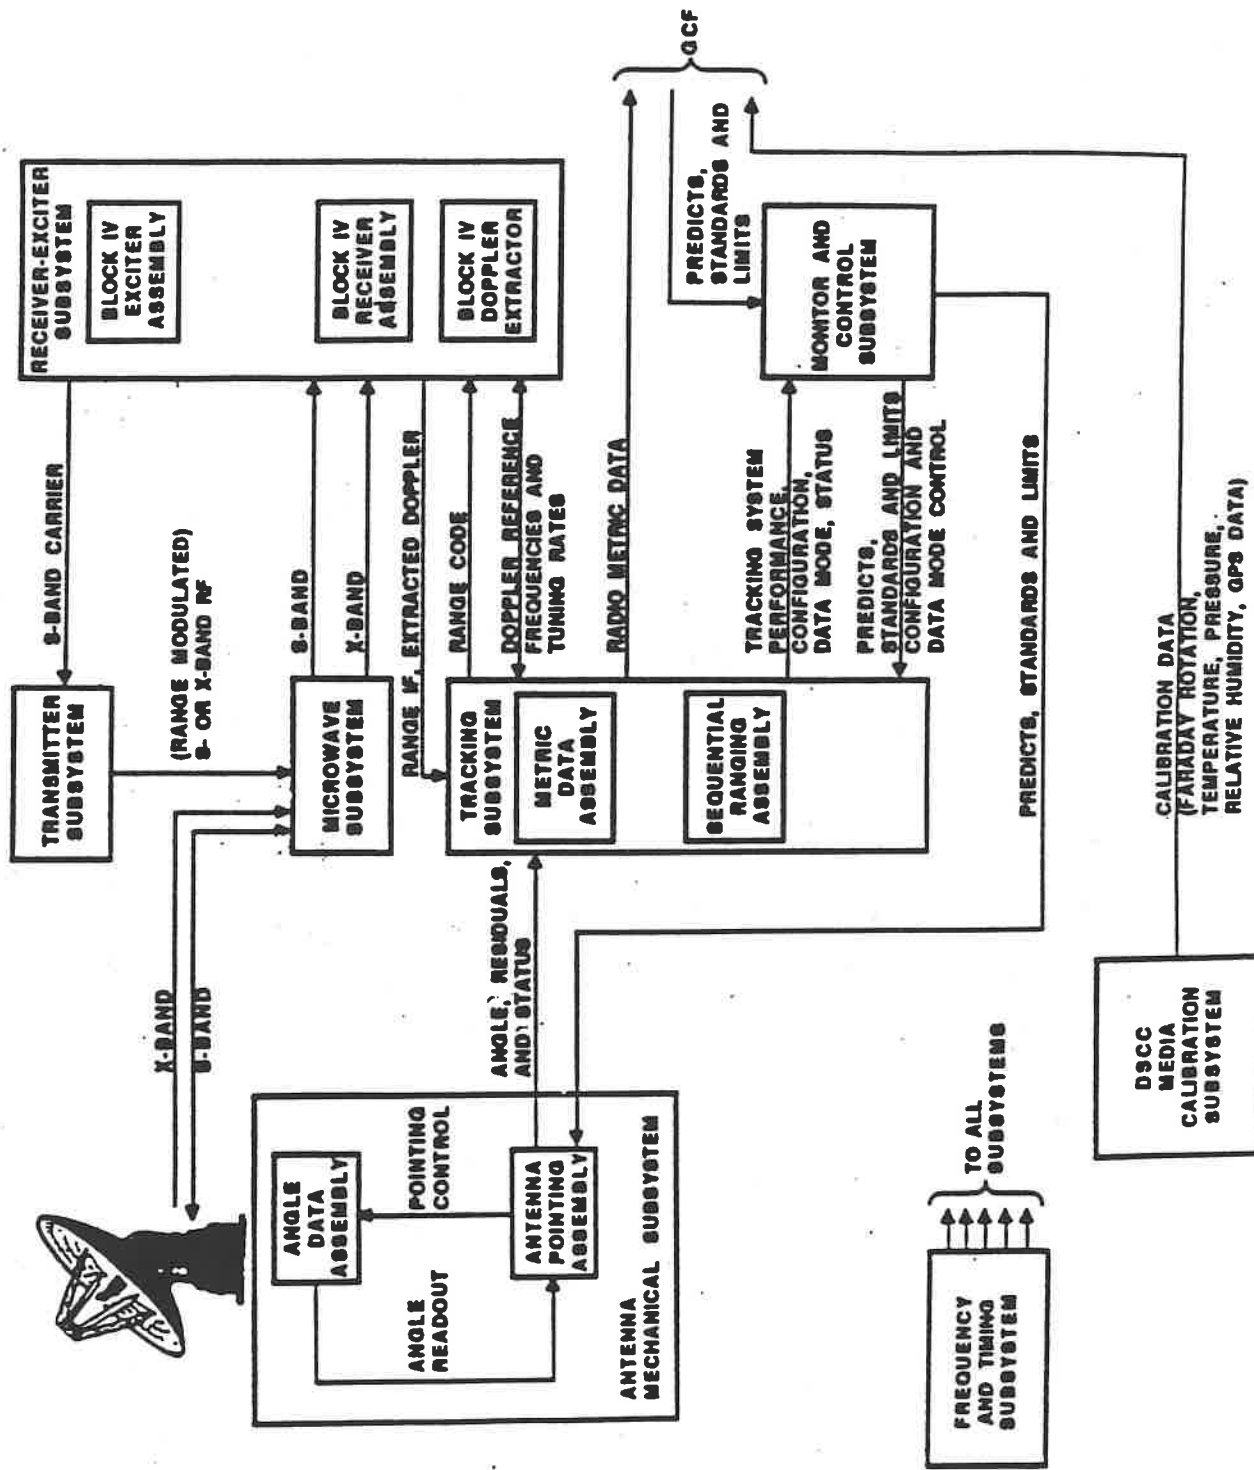 X-BAND
S-BAND
TRANSMITTER
SUBSYSTEM
S-BAND CARRIER
(RANGE MODULATED)
S- OR X-BAND RF
MICROWAVE
SUBSYSTEM
S-BAND
X-BAND
RECEIVER-EXCITER
SUBSYSTEM
BLOCK IV
EXCITER
ASSEMBLY
BLOCK IV
RECEIVER
ASSEMBLY
BLOCK IV
DOPPLER
EXTRACTOR
RANGE IF, EXTRACTED DOPPLER
RANGE CODE
DOPPLER REFERENCE
FREQUENCIES AND
TUNING RATES
ANGLE
DATA
ASSEMBLY
POINTING
CONTROL
ANGLE
READOUT
ANTENNA
POINTING
ASSEMBLY
ANTENNA
MECHANICAL SUBSYSTEM
ANGLE, RESIDUALS,
AND STATUS
TRACKING
SUBSYSTEM
METRIC
DATA
ASSEMBLY
SEQUENTIAL
RANGING
ASSEMBLY
RADIO METRIC DATA
GCF
TRACKING SYSTEM
PERFORMANCE,
CONFIGURATION,
DATA MODE, STATUS
PREDICTS,
STANDARDS AND LIMITS
CONFIGURATION AND
DATA MODE CONTROL
PREDICTS,
STANDARDS AND
LIMITS
MONITOR AND
CONTROL
SUBSYSTEM
PREDICTS, STANDARDS AND LIMITS
FREQUENCY
AND TIMING
SUBSYSTEM
TO ALL
SUBSYSTEMS
DSCC
MEDIA
CALIBRATION
SUBSYSTEM
CALIBRATION DATA
(FARADAY ROTATION,
TEMPERATURE, PRESSURE,
RELATIVE HUMIDITY, GPS DATA)